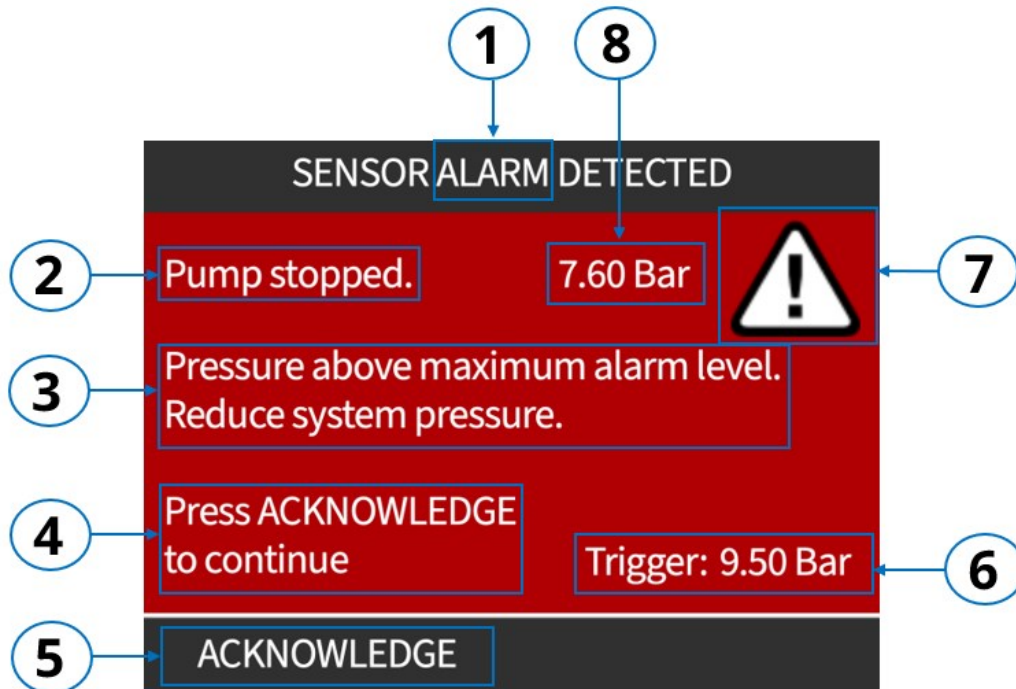 1
8
SENSOR ALARM DETECTED
2
Pump stopped.
7.60 Bar
!
7
3
Pressure above maximum alarm level.
Reduce system pressure.
4
Press ACKNOWLEDGE
to continue
Trigger: 9.50 Bar
6
5
ACKNOWLEDGE